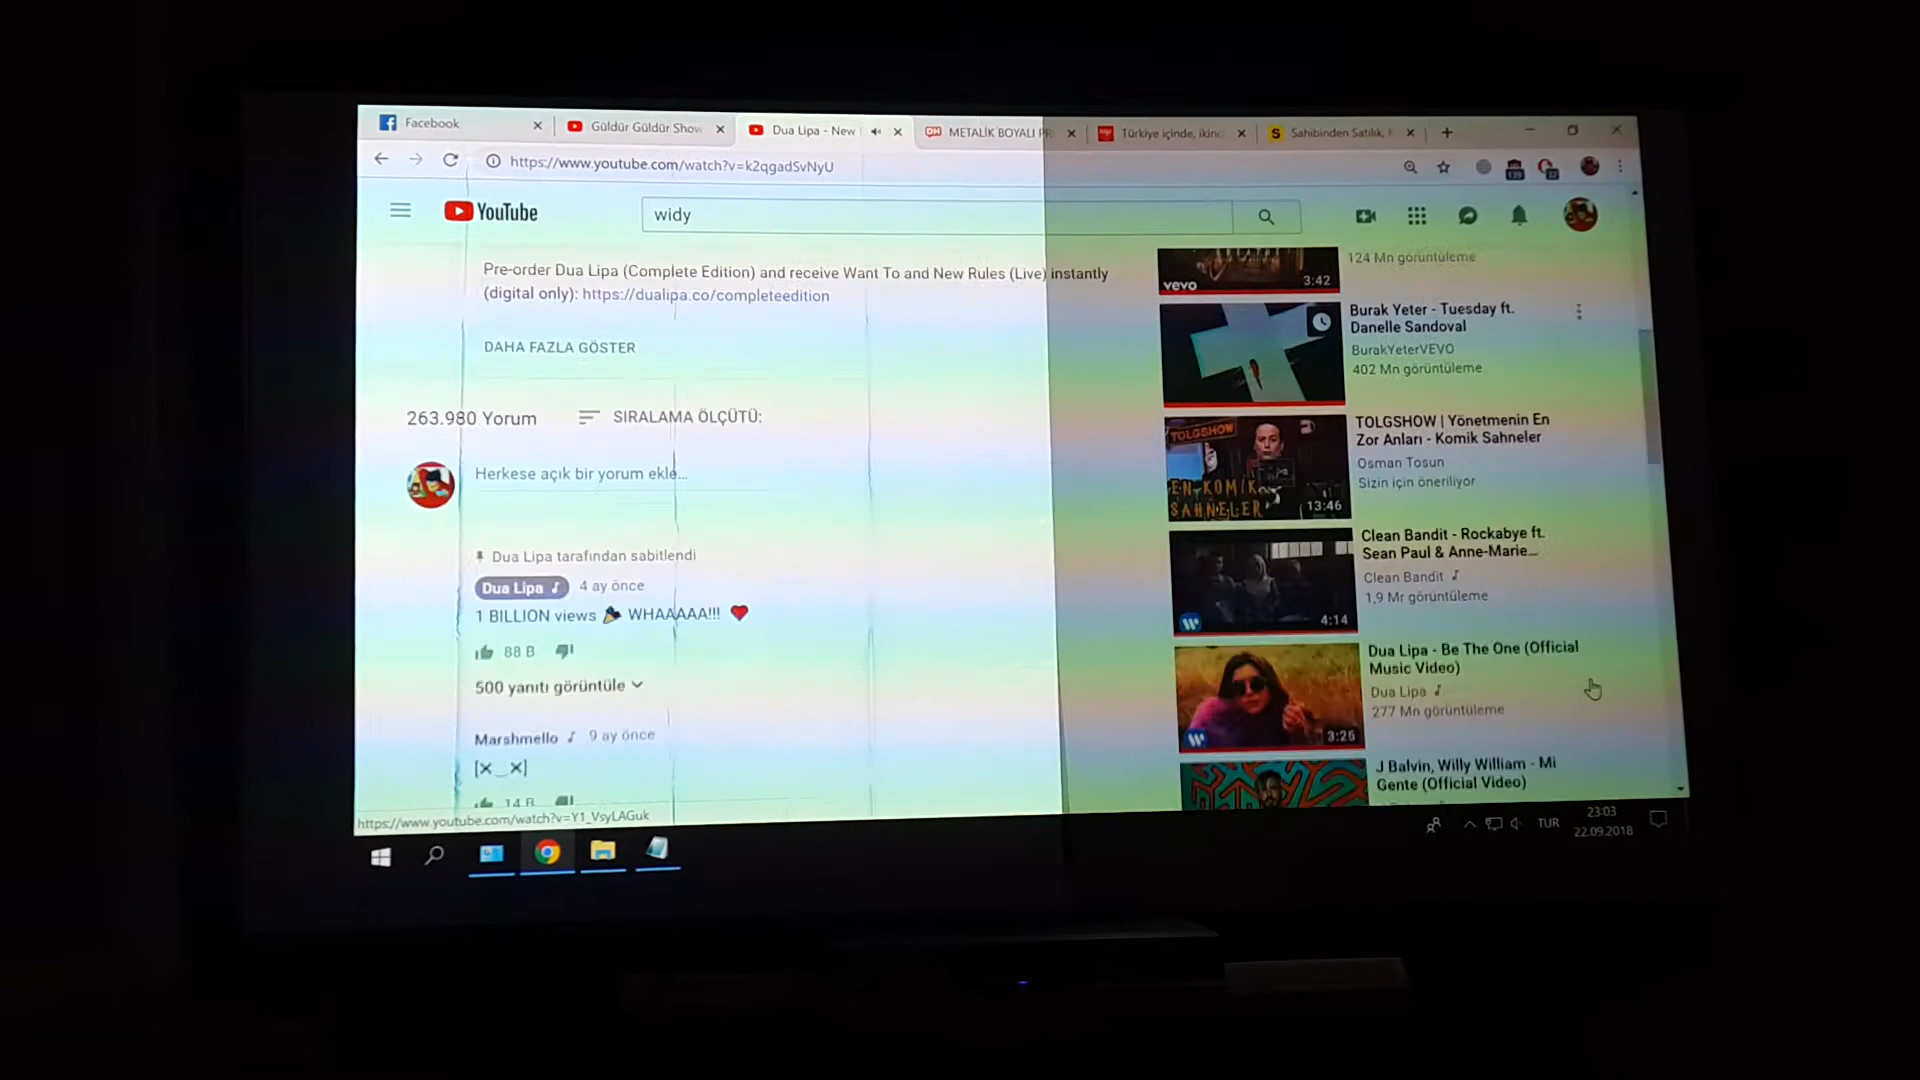 Facebook
Güldür Güldür Show
Dua Lipa - New
METALİK BOYALI PR
Türkiye içinde, ikinci
Sahibinden Satılık,
https://www.youtube.com/watch?v=k2qgadSvNyU
YouTube
widy
Pre-order Dua Lipa (Complete Edition) and receive Want To and New Rules (Live) instantly
(digital only): https://dualipa.co/completeedition
DAHA FAZLA GÖSTER
263.980 Yorum
SIRALAMA ÖLÇÜTÜ:
Herkese açık bir yorum ekle...
Dua Lipa tarafından sabitlendi
Dua Lipa ♪ 4 ay önce
1 BILLION views 🎉 WHAAAAA!!! ❤
88 B
500 yanıtı görüntüle
Marshmello ♪ 9 ay önce
[✕‿✕]
14 B
https://www.youtube.com/watch?v=Y1_VsyLAGuk
vevo
3:42
124 Mn görüntüleme
Burak Yeter - Tuesday ft.
Danelle Sandoval
BurakYeterVEVO
402 Mn görüntüleme
TOLGSHOW
EN KOMİK
SAHNELER
13:46
TOLGSHOW | Yönetmenin En
Zor Anları - Komik Sahneler
Osman Tosun
Sizin için öneriliyor
4:14
Clean Bandit - Rockabye ft.
Sean Paul & Anne-Marie...
Clean Bandit ♪
1,9 Mr görüntüleme
3:25
Dua Lipa - Be The One (Official
Music Video)
Dua Lipa ♪
277 Mn görüntüleme
J Balvin, Willy William - Mi
Gente (Official Video)
TUR
23:03
22.09.2018